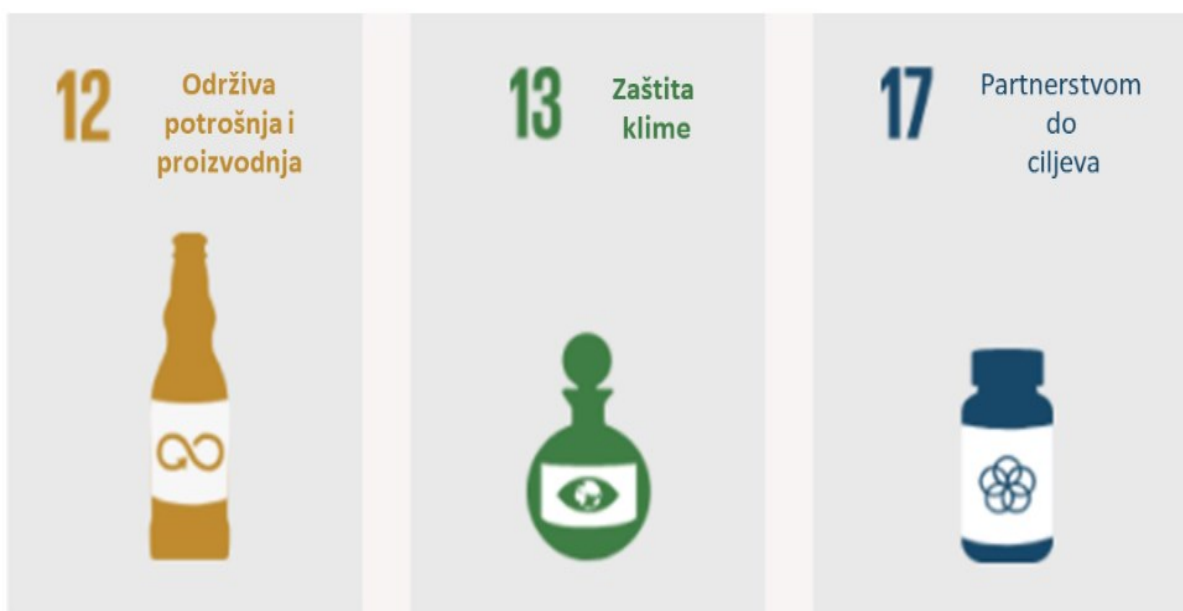 12
Održiva
potrošnja i
proizvodnja
13
Zaštita
klime
17
Partnerstvom
do
ciljeva